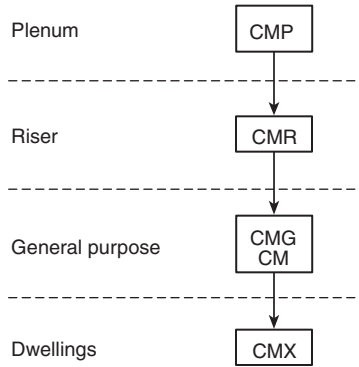 Plenum
CMP
Riser
CMR
General purpose
CMG
CM
Dwellings
CMX